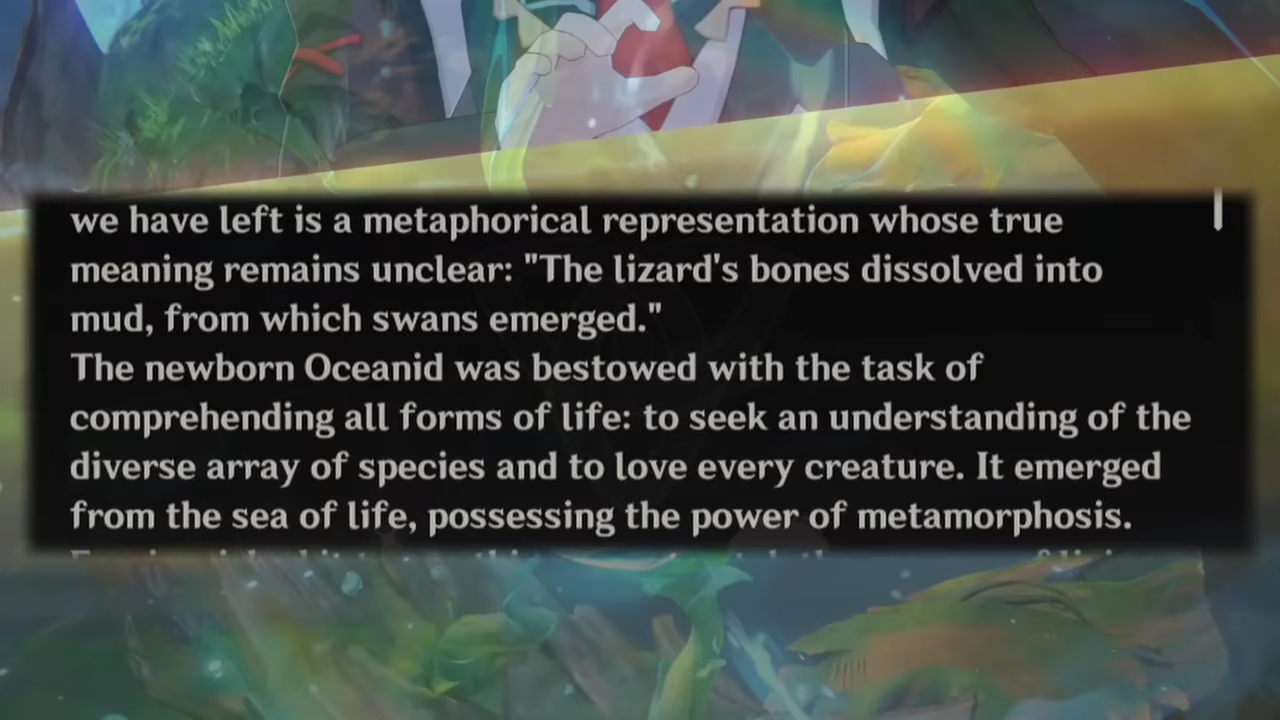 we have left is a metaphorical representation whose true
meaning remains unclear: "The lizard's bones dissolved into
mud, from which swans emerged."
The newborn Oceanid was bestowed with the task of
comprehending all forms of life: to seek an understanding of the
diverse array of species and to love every creature. It emerged
from the sea of life, possessing the power of metamorphosis.